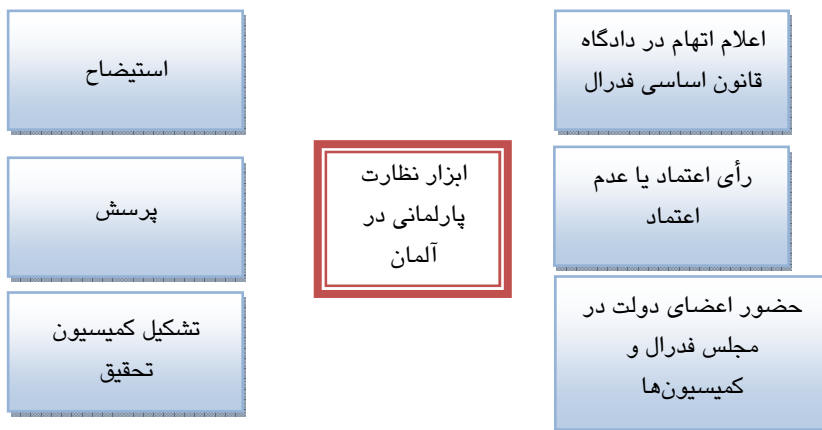 اعلام اتهام در دادگاه
قانون اساسی فدرال
رأی اعتماد یا عدم
اعتماد
حضور اعضای دولت در
مجلس فدرال و
کمیسیون‌ها
ابزار نظارت
پارلمانی در
آلمان
استیضاح
پرسش
تشکیل کمیسیون
تحقیق